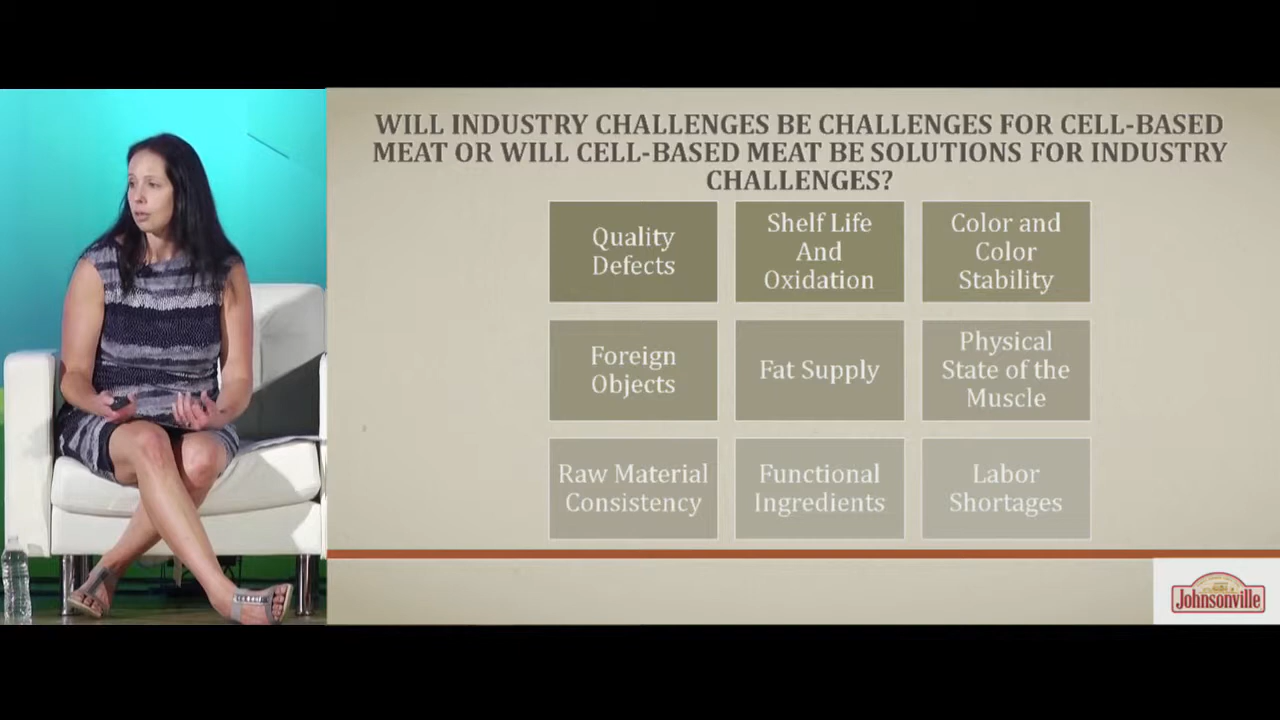 WILL INDUSTRY CHALLENGES BE CHALLENGES FOR CELL-BASED
MEAT OR WILL CELL-BASED MEAT BE SOLUTIONS FOR INDUSTRY
CHALLENGES?
Quality
Defects
Shelf Life
And
Oxidation
Color and
Color
Stability
Foreign
Objects
Fat Supply
Physical
State of the
Muscle
Raw Material
Consistency
Functional
Ingredients
Labor
Shortages
Johnsonville